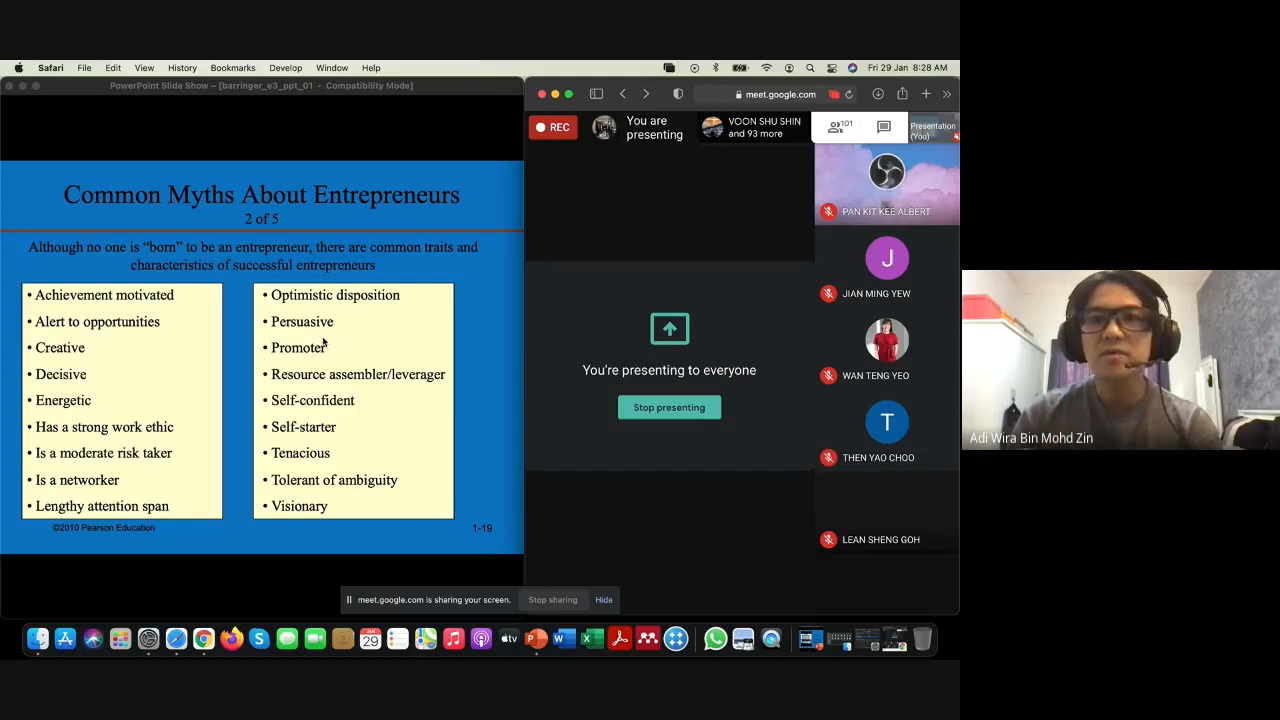 Safari File Edit View History Bookmarks Develop Window Help
Fri 29 Jan 8:28 AM
PowerPoint Slide Show – [barringer_e3_ppt_01 - Compatibility Mode]
Common Myths About Entrepreneurs
2 of 5
Although no one is “born” to be an entrepreneur, there are common traits and
characteristics of successful entrepreneurs
• Achievement motivated
• Alert to opportunities
• Creative
• Decisive
• Energetic
• Has a strong work ethic
• Is a moderate risk taker
• Is a networker
• Lengthy attention span
• Optimistic disposition
• Persuasive
• Promoter
• Resource assembler/leverager
• Self-confident
• Self-starter
• Tenacious
• Tolerant of ambiguity
• Visionary
©2010 Pearson Education
1-19
meet.google.com
REC
You are
presenting
VOON SHU SHIN
and 93 more
101
Presentation
(You)
PAN KIT KEE ALBERT
J
JIAN MING YEW
WAN TENG YEO
T
THEN YAO CHOO
LEAN SHENG GOH
You're presenting to everyone
Stop presenting
meet.google.com is sharing your screen.
Stop sharing
Hide
JAN
29
tv
Adi Wira Bin Mohd Zin